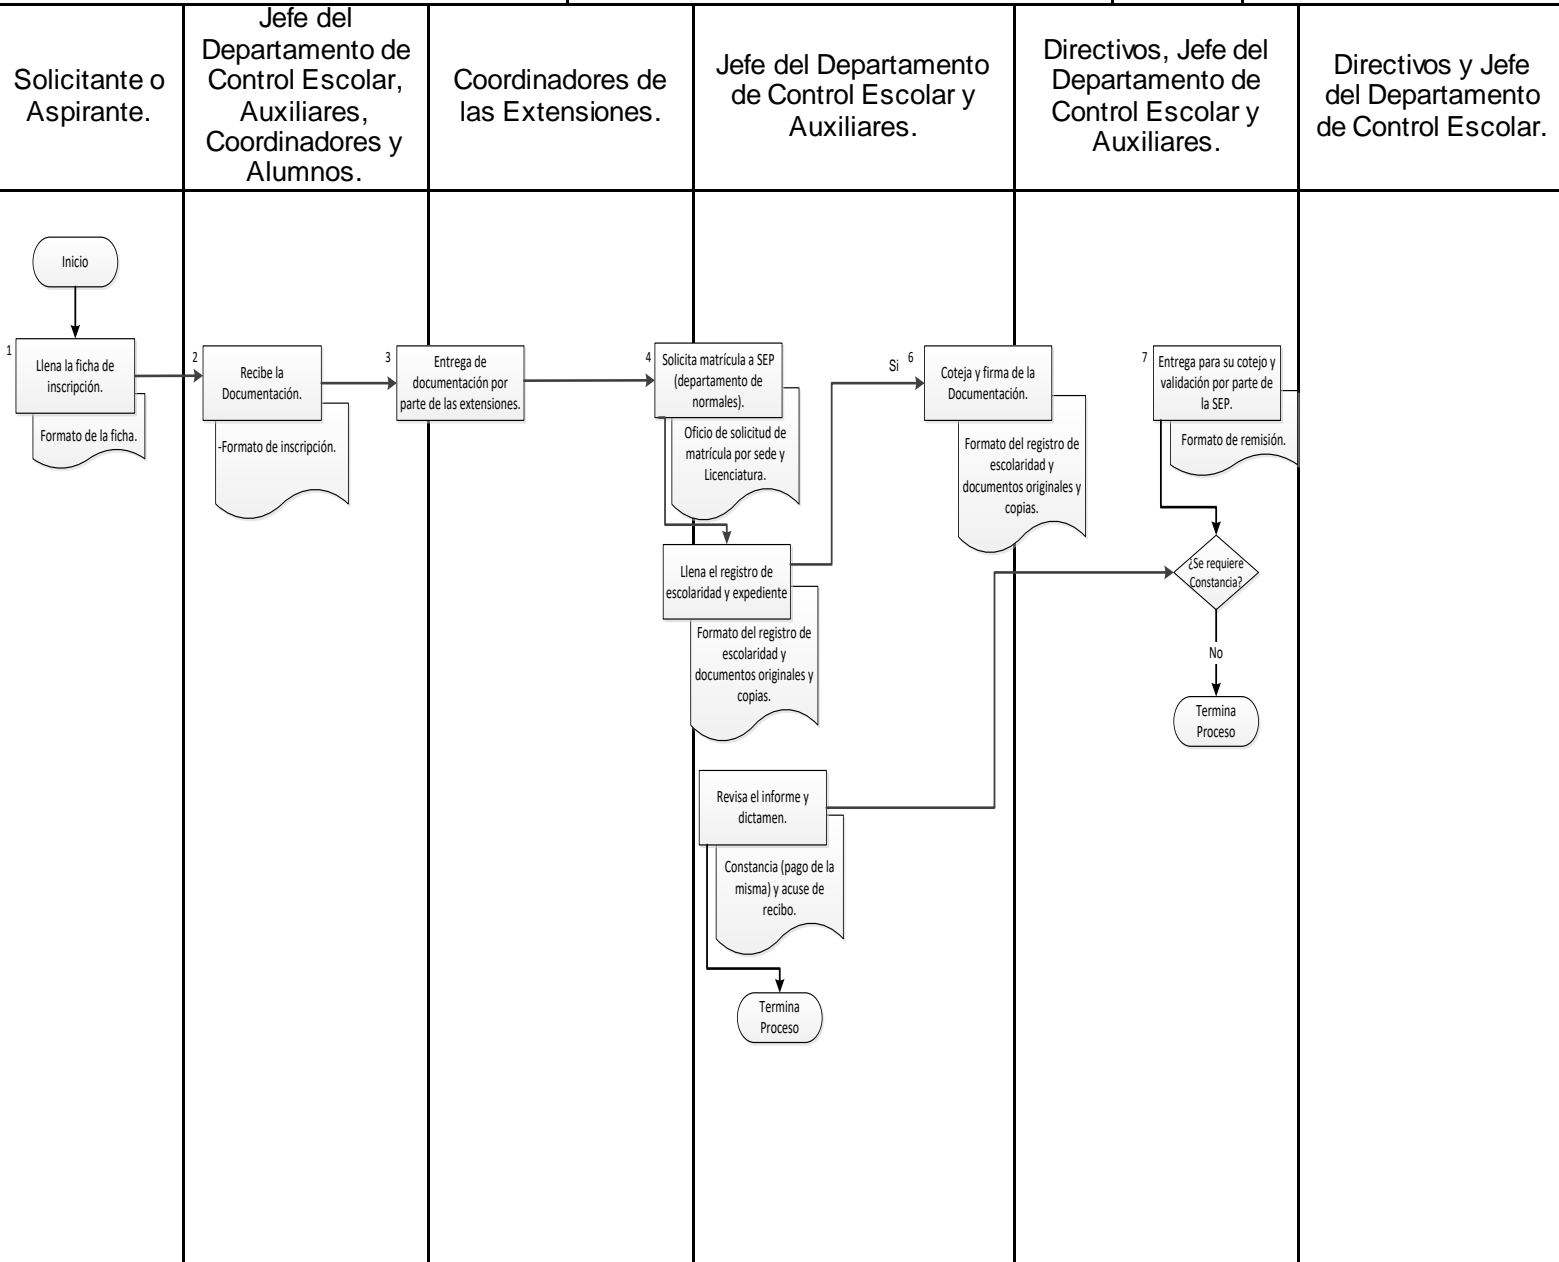 Solicitante o
Aspirante.
Jefe del
Departamento de
Control Escolar,
Auxiliares,
Coordinadores y
Alumnos.
Coordinadores de
las Extensiones.
Jefe del Departamento
de Control Escolar y
Auxiliares.
Directivos, Jefe del
Departamento de
Control Escolar y
Auxiliares.
Directivos y Jefe
del Departamento
de Control Escolar.
Inicio
1
Llena la ficha de
inscripción.
Formato de la ficha.
2
Recibe la
Documentación.
-Formato de inscripción.
3
Entrega de
documentación por
parte de las extensiones.
4
Solicita matrícula a SEP
(departamento de
normales).
Oficio de solicitud de
matrícula por sede y
Licenciatura.
Llena el registro de
escolaridad y expediente
Formato del registro de
escolaridad y
documentos originales y
copias.
Si
6
Coteja y firma de la
Documentación.
Formato del registro de
escolaridad y
documentos originales y
copias.
7
Entrega para su cotejo y
validación por parte de
la SEP.
Formato de remisión.
¿Se requiere
Constancia?
No
Termina
Proceso
Revisa el informe y
dictamen.
Constancia (pago de la
misma) y acuse de
recibo.
Termina
Proceso